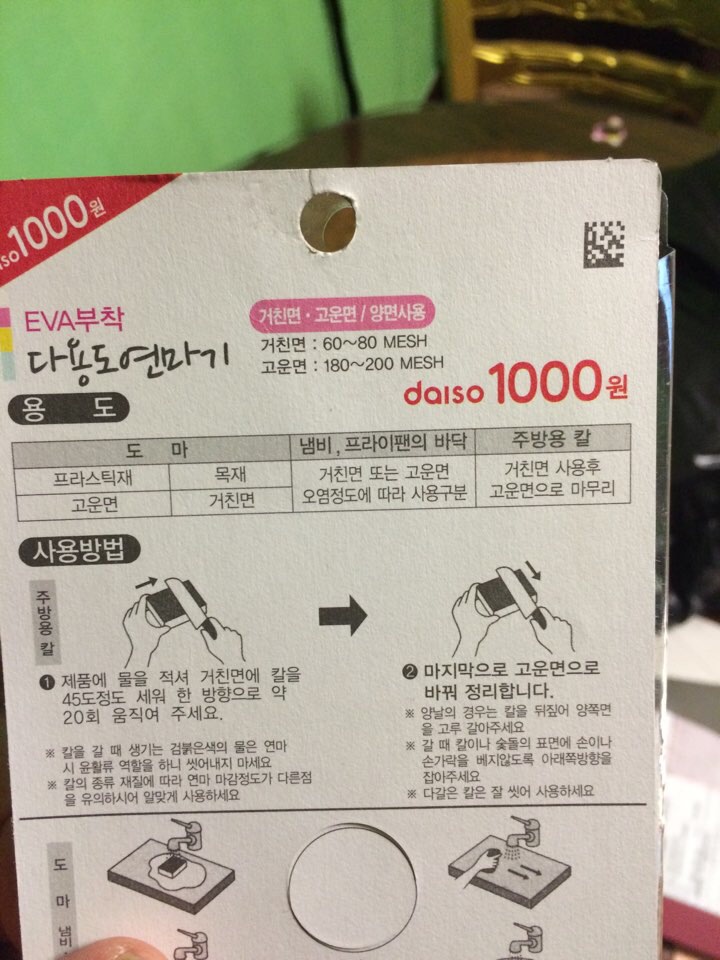 1000원
EVA부착
다용도연마기
거친면·고운면 / 양면사용
거친면 : 60~80 MESH
고운면 : 180~200 MESH
daiso 1000원
용 도
도 마
냄비, 프라이팬의 바닥
주방용 칼
프라스틱재
목재
거친면 또는 고운면
오염정도에 따라 사용구분
거친면 사용후
고운면으로 마무리
고운면
거친면
사용방법
주방용 칼
❶ 제품에 물을 적셔 거친면에 칼을
45도정도 세워 한 방향으로 약
20회 움직여 주세요.
※ 칼을 갈 때 생기는 검붉은색의 물은 연마
시 윤활류 역할을 하니 씻어내지 마세요
※ 칼의 종류 재질에 따라 연마 마감정도가 다른점
을 유의하시어 알맞게 사용하세요
❷ 마지막으로 고운면으로
바꿔 정리합니다.
※ 양날의 경우는 칼을 뒤짚어 양쪽면
을 고루 갈아주세요
※ 갈 때 칼이나 숯돌의 표면에 손이나
손가락을 베지않도록 아래쪽방향을
잡아주세요
※ 다갈은 칼은 잘 씻어 사용하세요
도 마
냄비